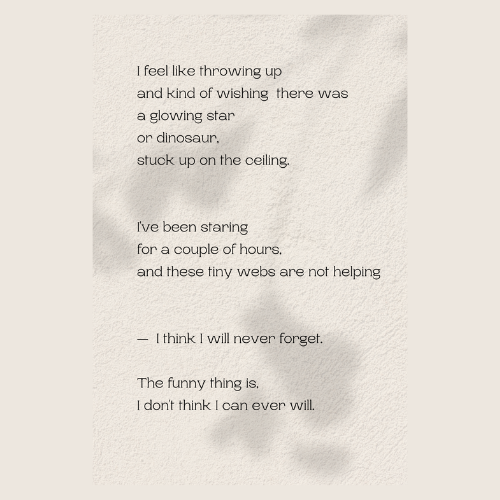 I feel like throwing up
and kind of wishing there was
a glowing star
or dinosaur,
stuck up on the ceiling.
I've been staring
for a couple of hours,
and these tiny webs are not helping
— I think I will never forget.
The funny thing is,
I don't think I can ever will.